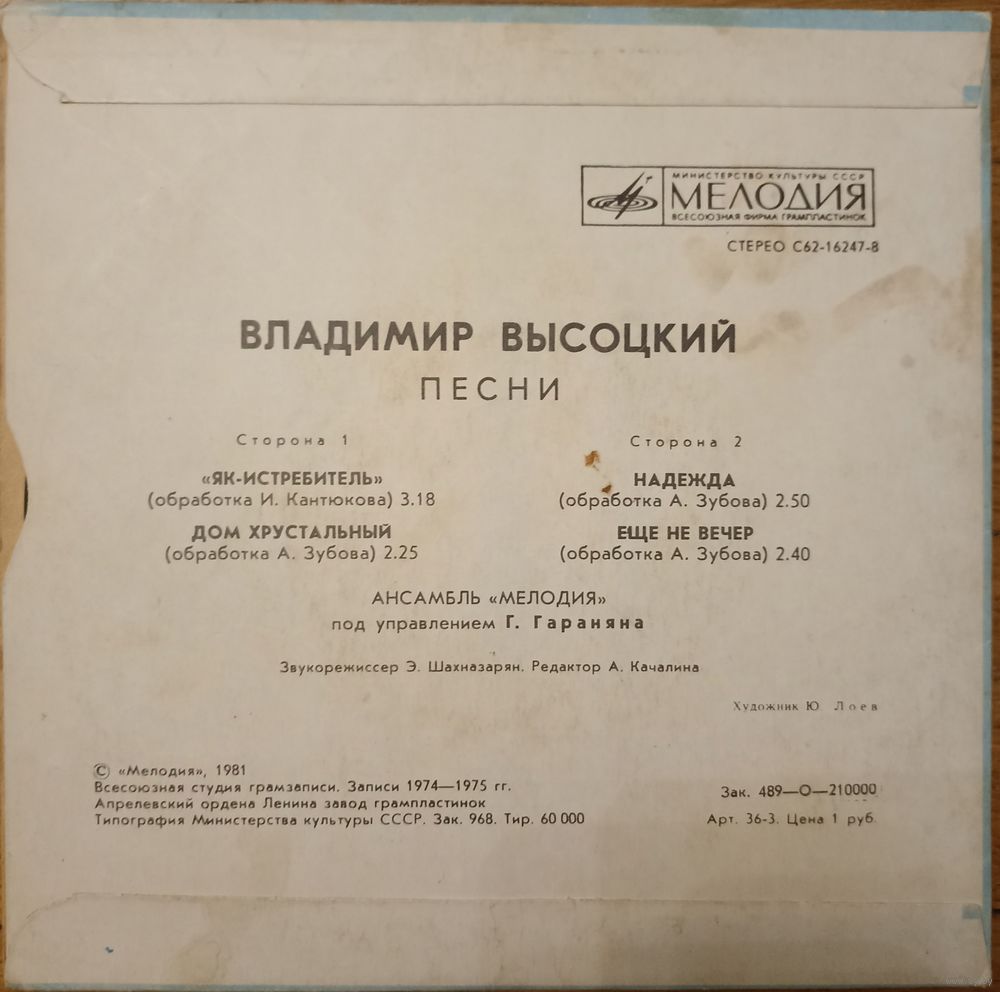 МИНИСТЕРСТВО КУЛЬТУРЫ СССР
МЕЛОДИЯ
ВСЕСОЮЗНАЯ ФИРМА ГРАМПЛАСТИНОК
СТЕРЕО С62-16247-8
ВЛАДИМИР ВЫСОЦКИЙ
ПЕСНИ
Сторона 1
«ЯК-ИСТРЕБИТЕЛЬ»
(обработка И. Кантюкова) 3.18
ДОМ ХРУСТАЛЬНЫЙ
(обработка А. Зубова) 2.25
Сторона 2
НАДЕЖДА
(обработка А. Зубова) 2.50
ЕЩЕ НЕ ВЕЧЕР
(обработка А. Зубова) 2.40
АНСАМБЛЬ «МЕЛОДИЯ»
под управлением Г. Гараняна
Звукорежиссер Э. Шахназарян. Редактор А. Качалина
Художник Ю. Лоев
© «Мелодия», 1981
Всесоюзная студия грамзаписи. Записи 1974—1975 гг.
Апрелевский ордена Ленина завод грампластинок
Типография Министерства культуры СССР. Зак. 968. Тир. 60 000
Зак. 489—О—210000
Арт. 36-3. Цена 1 руб.